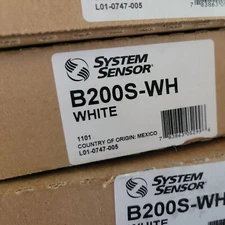 L01-0747-005
SYSTEM
SENSOR®
B200S-WH
WHITE
1101
COUNTRY OF ORIGIN: MEXICO
L01-0747-005
SYSTEM
SENSOR
B200S-WH
WHITE